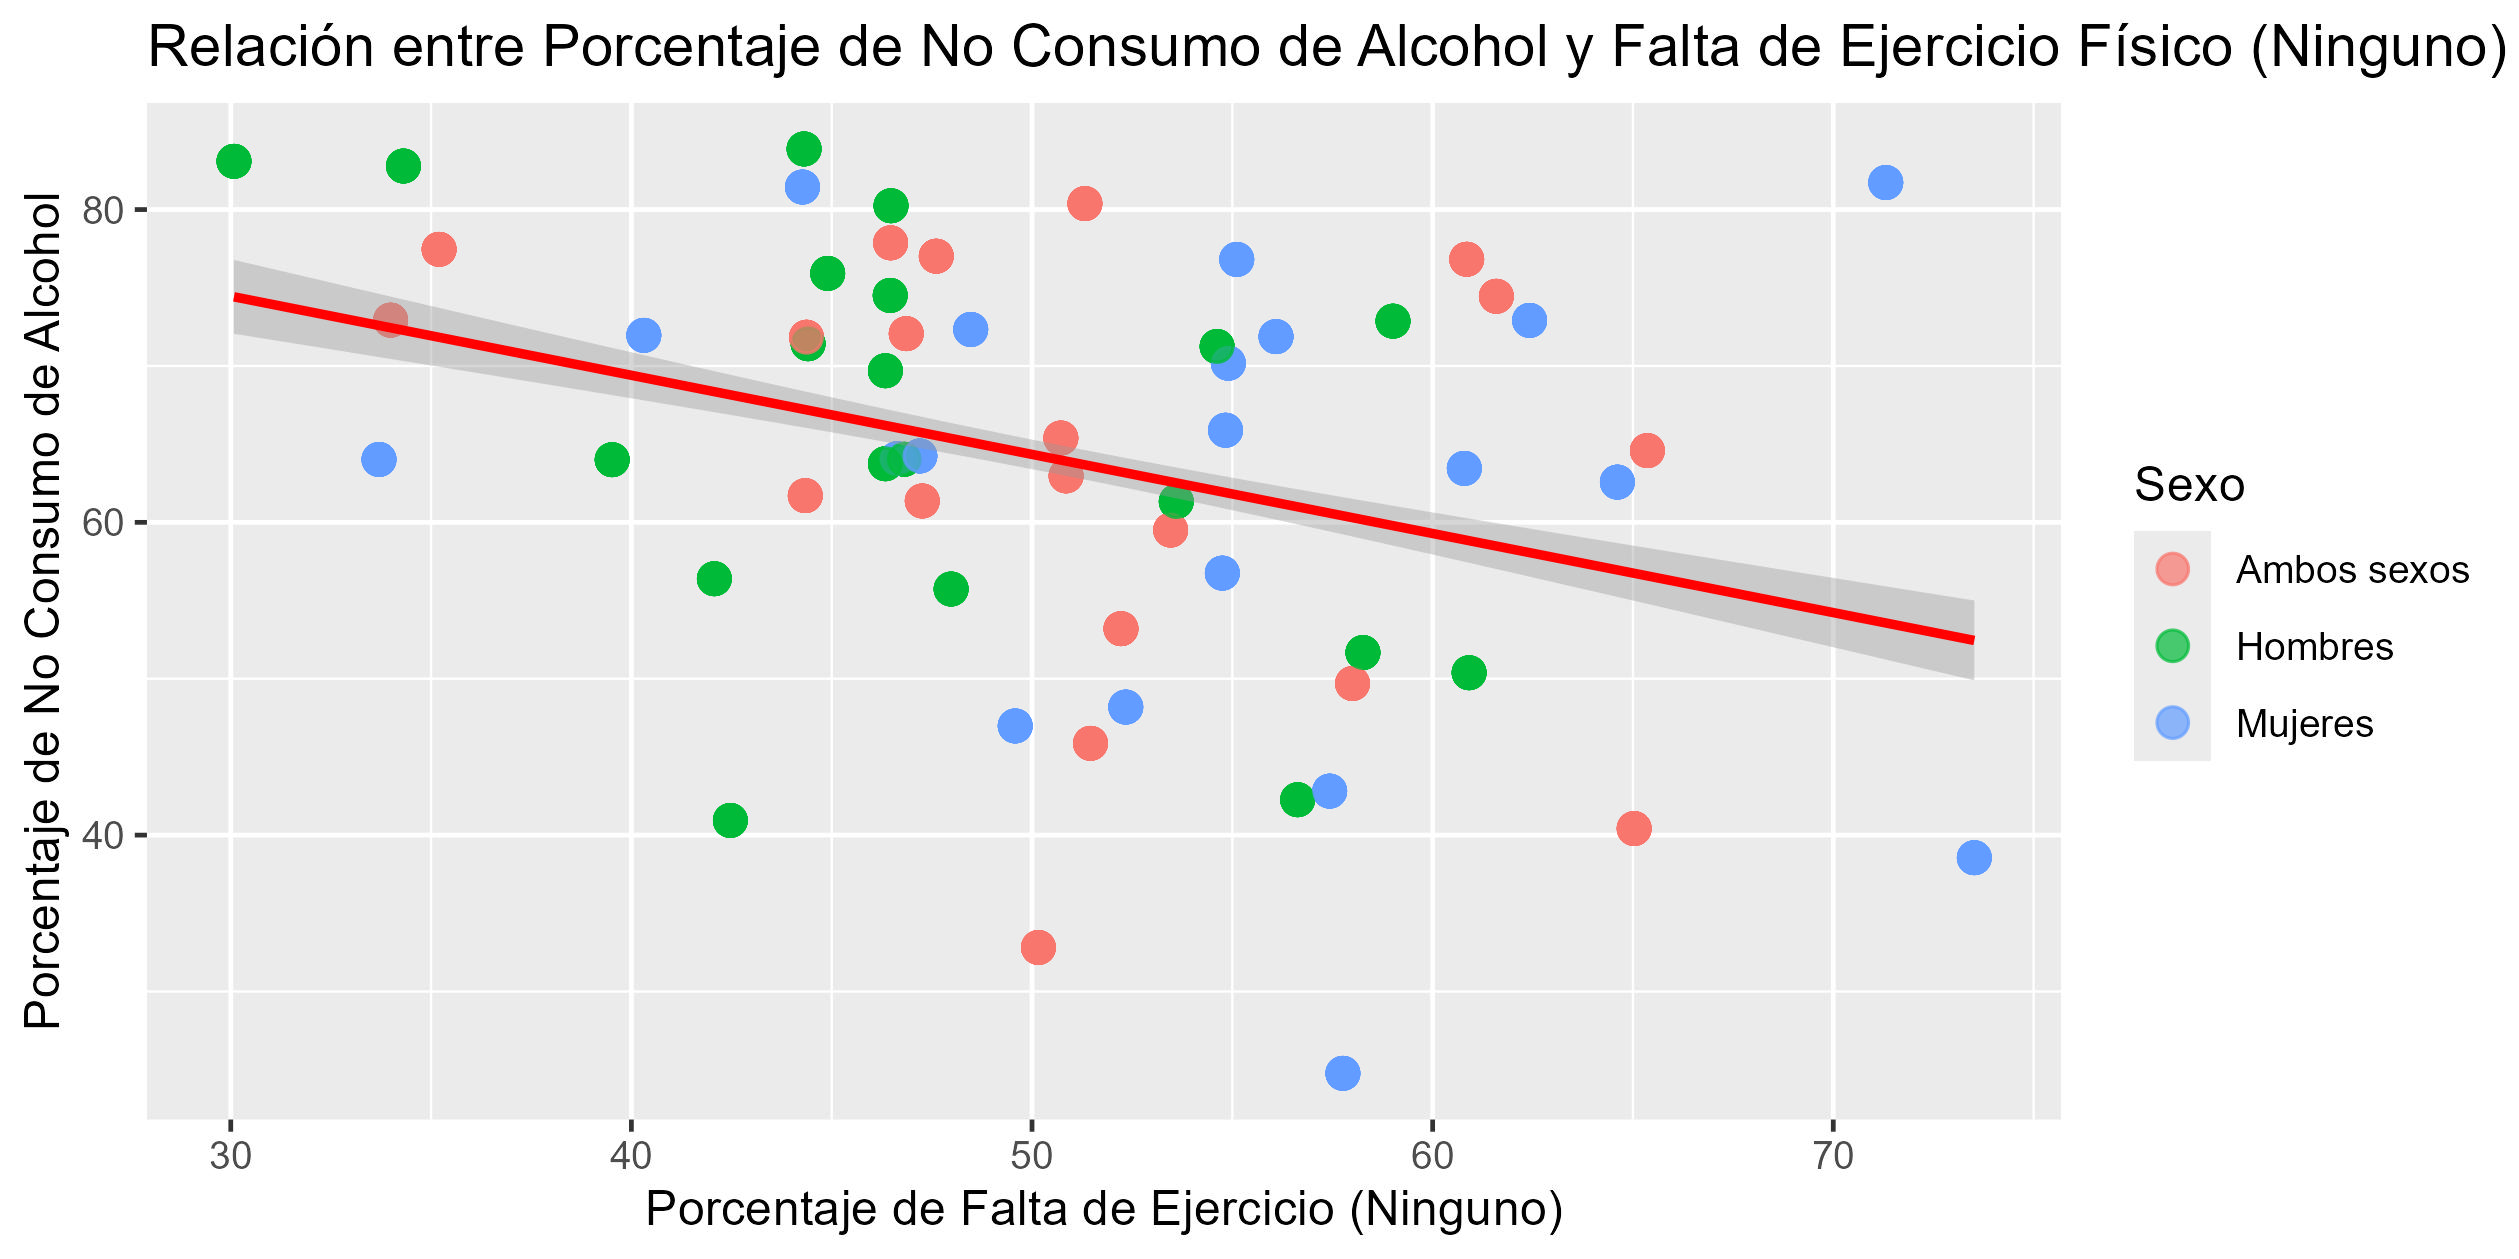 Relación entre Porcentaje de No Consumo de Alcohol y Falta de Ejercicio Físico (Ninguno)
Porcentaje de No Consumo de Alcohol
80
60
40
30 40 50 60 70
Porcentaje de Falta de Ejercicio (Ninguno)
Sexo
Ambos sexos
Hombres
Mujeres